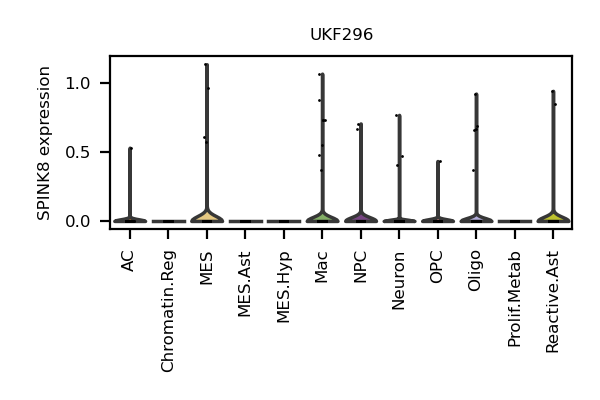 UKF296
SPINK8 expression
1.0
0.5
0.0
AC
Chromatin.Reg
MES
MES.Ast
MES.Hyp
Mac
NPC
Neuron
OPC
Oligo
Prolif.Metab
Reactive.Ast